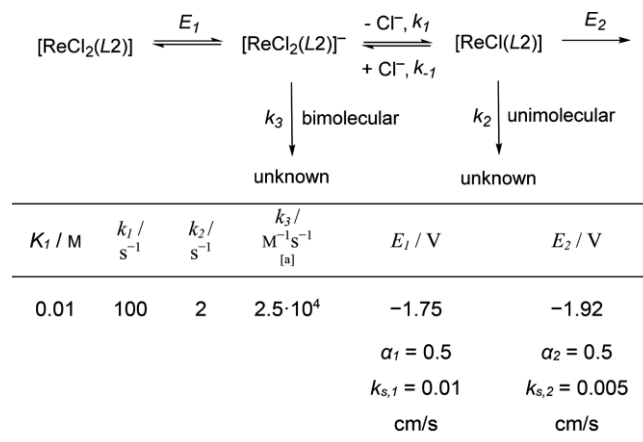 E₁ - Cl⁻, k₁ E₂
[ReCl₂(L2)] [ReCl₂(L2)]⁻ [ReCl(L2)]
+ Cl⁻, k₋₁
k₃ bimolecular k₂ unimolecular
unknown unknown
K₁ / M k₁ / s⁻¹ k₂ / s⁻¹ k₃ / M⁻¹s⁻¹ [a] E₁ / V E₂ / V
0.01 100 2 2.5·10⁴ −1.75 −1.92
α₁ = 0.5 α₂ = 0.5
kₛ,₁ = 0.01 kₛ,₂ = 0.005
cm/s cm/s